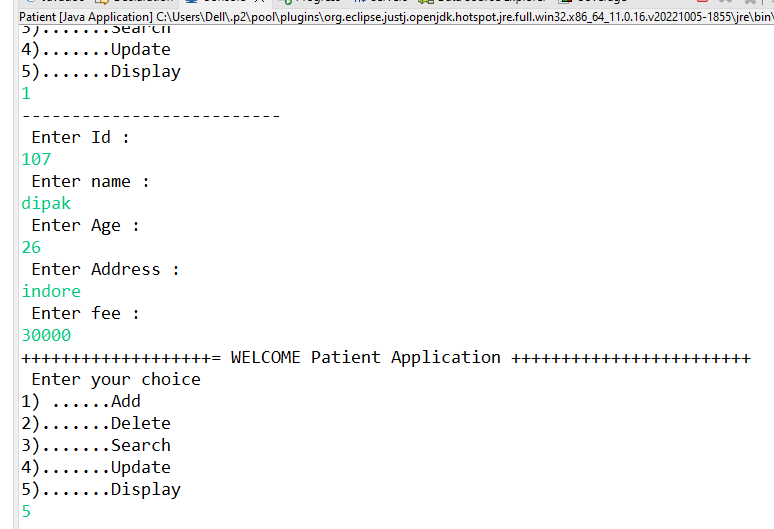 Patient [Java Application] C:\Users\Dell\.p2\pool\plugins\org.eclipse.justj.openjdk.hotspot.jre.full.win32.x86_64_11.0.16.v20221005-1855\jre\bin\
3).......Search
4).......Update
5).......Display
1
--------------------------
Enter Id :
107
Enter name :
dipak
Enter Age :
26
Enter Address :
indore
Enter fee :
30000
+++++++++++++++++++= WELCOME Patient Application ++++++++++++++++++++++++
Enter your choice
1) ......Add
2).......Delete
3).......Search
4).......Update
5).......Display
5